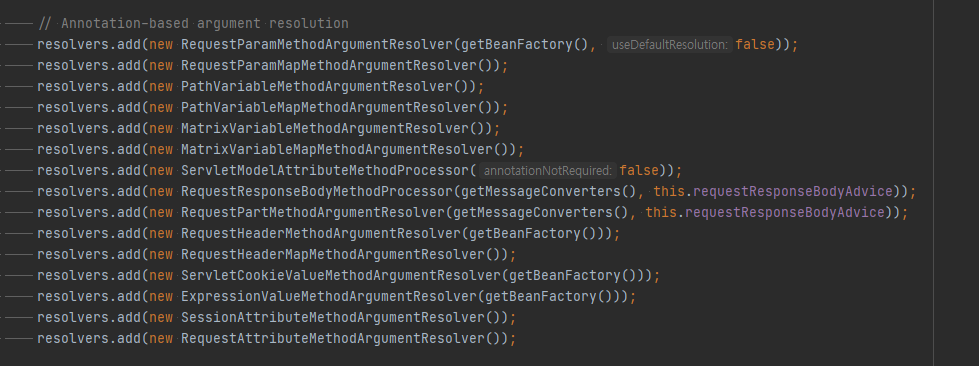 // Annotation-based argument resolution
resolvers.add(new RequestParamMethodArgumentResolver(getBeanFactory(), useDefaultResolution: false));
resolvers.add(new RequestParamMapMethodArgumentResolver());
resolvers.add(new PathVariableMethodArgumentResolver());
resolvers.add(new PathVariableMapMethodArgumentResolver());
resolvers.add(new MatrixVariableMethodArgumentResolver());
resolvers.add(new MatrixVariableMapMethodArgumentResolver());
resolvers.add(new ServletModelAttributeMethodProcessor( annotationNotRequired: false));
resolvers.add(new RequestResponseBodyMethodProcessor(getMessageConverters(), this.requestResponseBodyAdvice));
resolvers.add(new RequestPartMethodArgumentResolver(getMessageConverters(), this.requestResponseBodyAdvice));
resolvers.add(new RequestHeaderMethodArgumentResolver(getBeanFactory()));
resolvers.add(new RequestHeaderMapMethodArgumentResolver());
resolvers.add(new ServletCookieValueMethodArgumentResolver(getBeanFactory()));
resolvers.add(new ExpressionValueMethodArgumentResolver(getBeanFactory()));
resolvers.add(new SessionAttributeMethodArgumentResolver());
resolvers.add(new RequestAttributeMethodArgumentResolver());